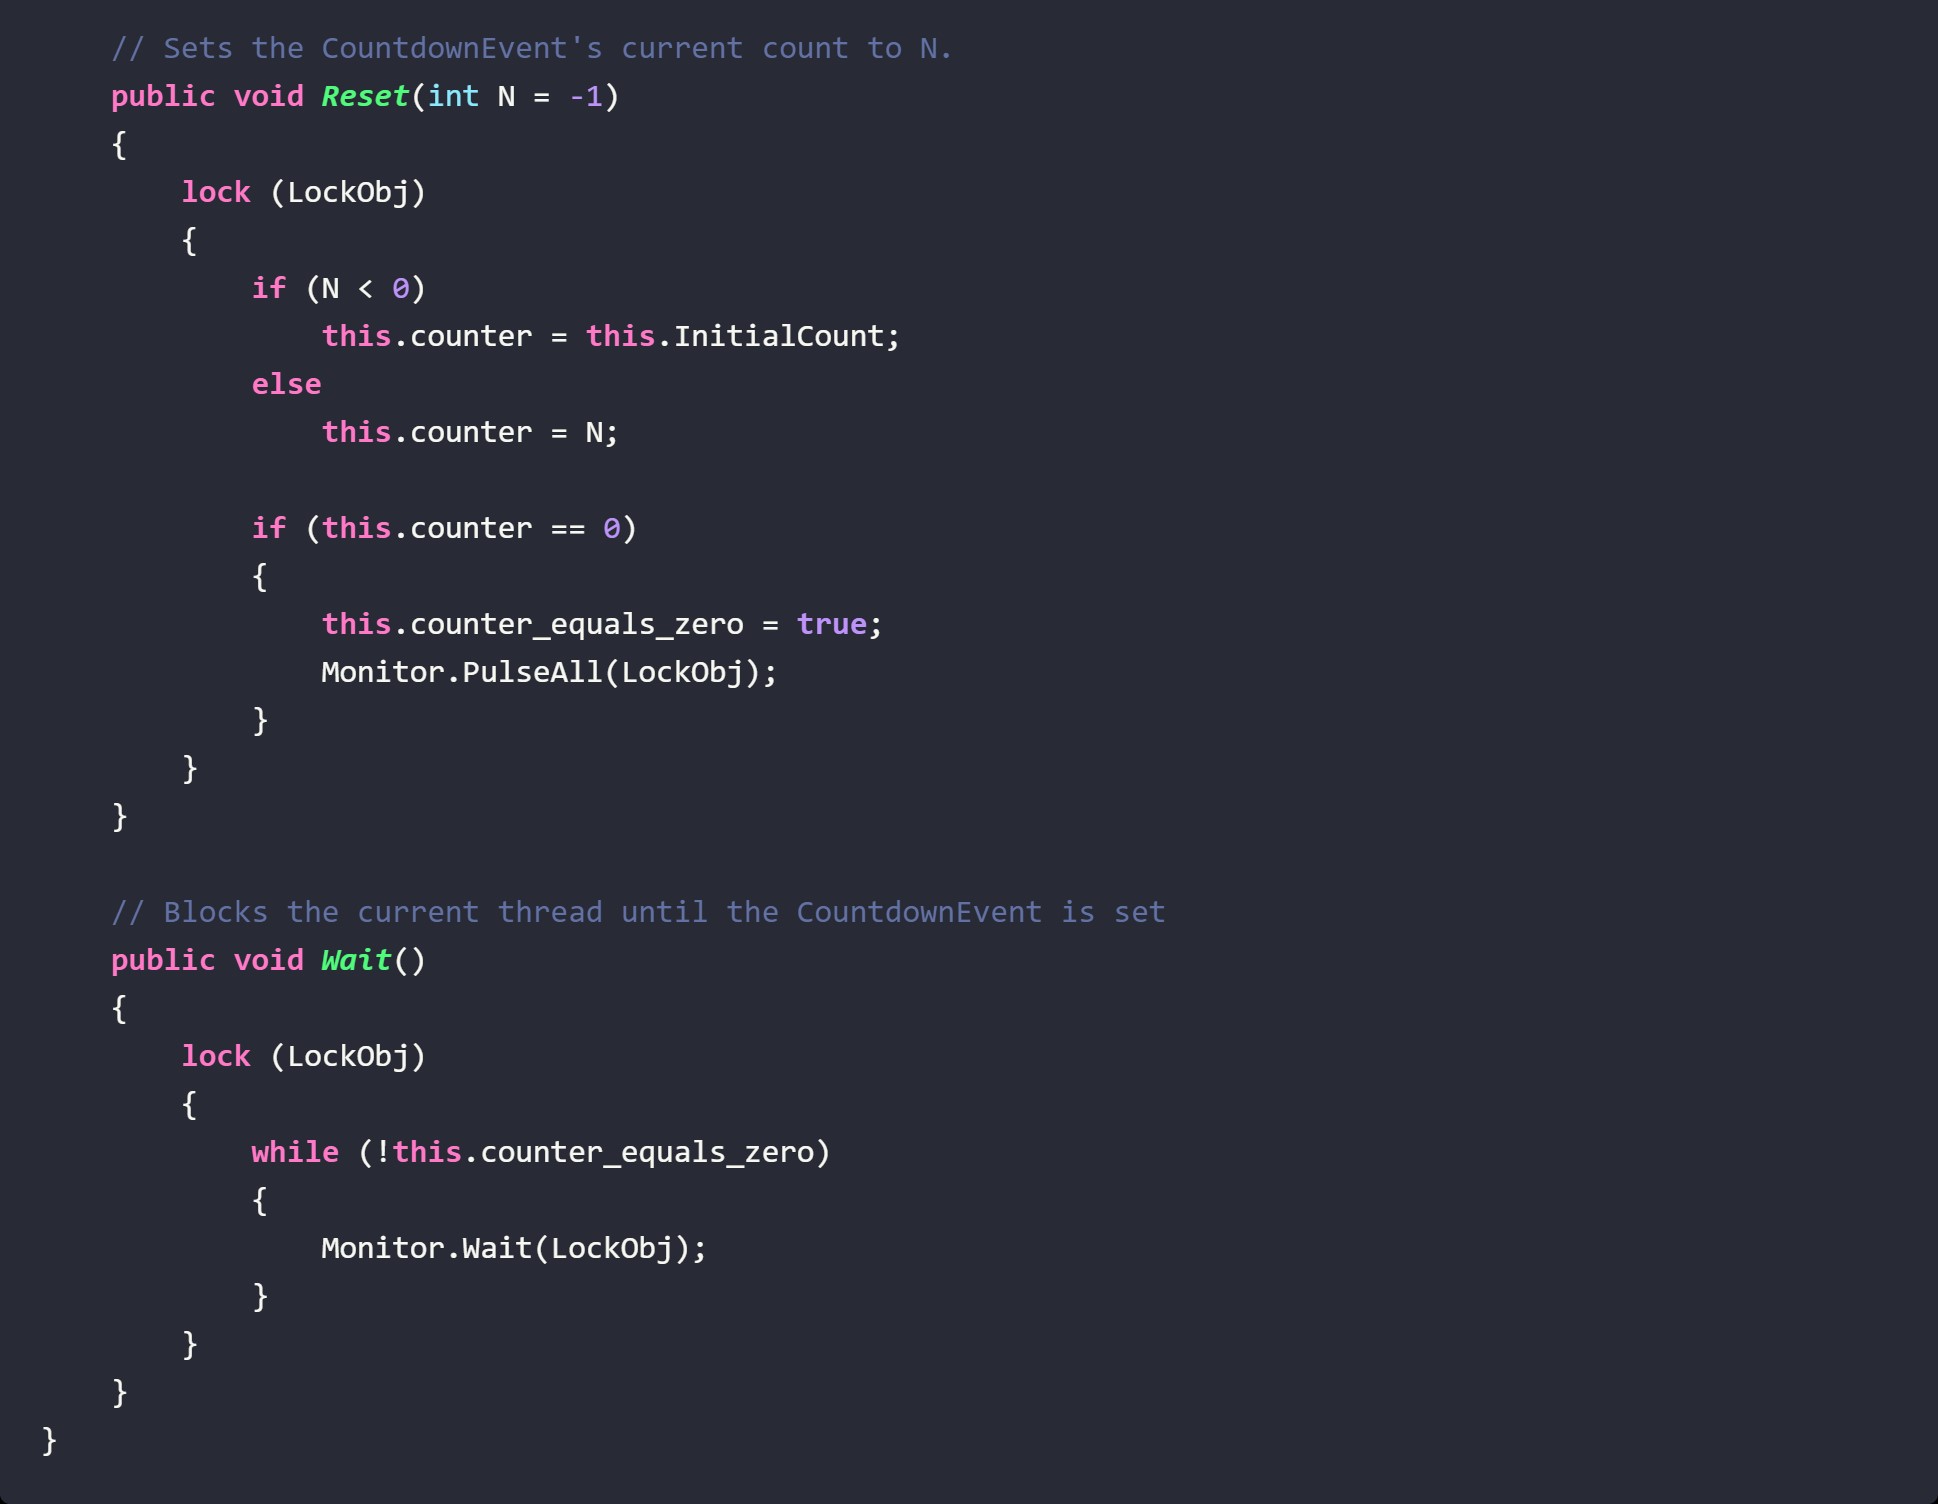 // Sets the CountdownEvent's current count to N.
public void Reset(int N = -1)
{
lock (LockObj)
{
if (N < 0)
this.counter = this.InitialCount;
else
this.counter = N;
if (this.counter == 0)
{
this.counter_equals_zero = true;
Monitor.PulseAll(LockObj);
}
}
}
// Blocks the current thread until the CountdownEvent is set
public void Wait()
{
lock (LockObj)
{
while (!this.counter_equals_zero)
{
Monitor.Wait(LockObj);
}
}
}
}